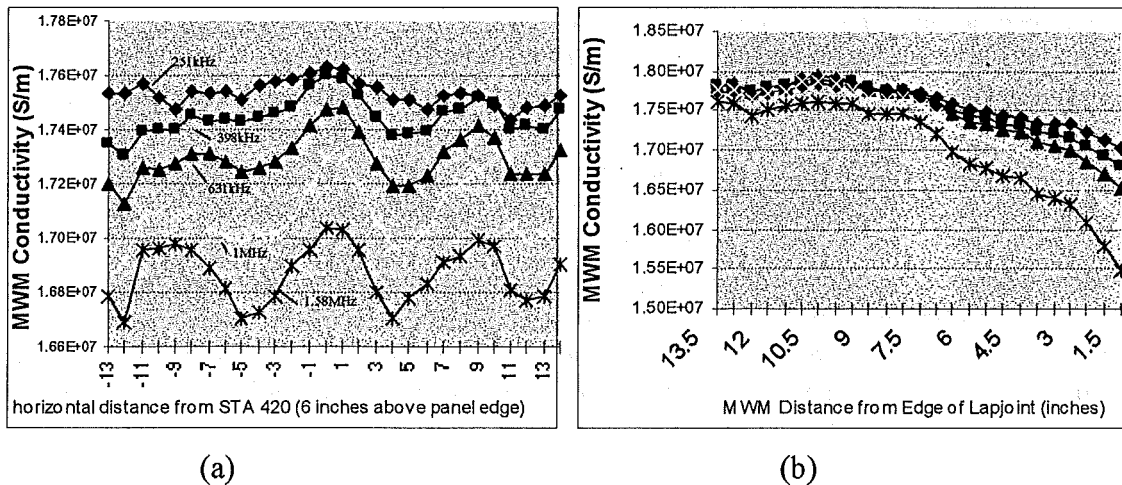 MWM Conductivity (S/m)
1.78E+07
1.76E+07
1.74E+07
1.72E+07
1.70E+07
1.68E+07
1.66E+07
251kHz
398kHz
631kHz
1MHz
1.58MHz
-13 -11 -9 -7 -5 -3 -1 1 3 5 7 9 11 13
horizontal distance from STA 420 (6 inches above panel edge)
(a)
MWM Conductivity (S/m)
1.85E+07
1.80E+07
1.75E+07
1.70E+07
1.65E+07
1.60E+07
1.55E+07
1.50E+07
13.5 12 10.5 9 7.5 6 4.5 3 1.5
MWM Distance from Edge of Lapjoint (inches)
(b)